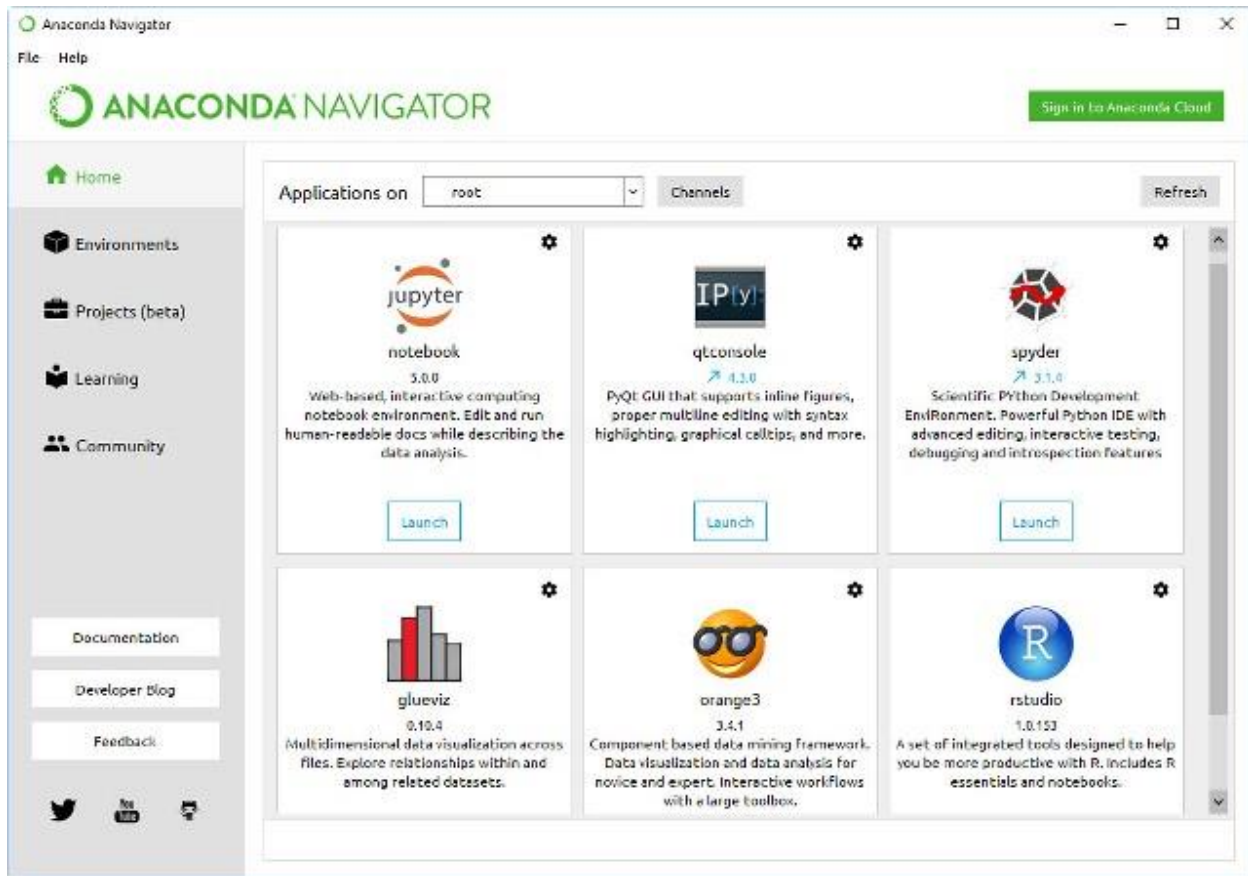 Anaconda Navigator
File Help
ANACONDA NAVIGATOR
Sign in to Anaconda Cloud
Home
Environments
Projects (beta)
Learning
Community
Documentation
Developer Blog
Feedback
You
Tube
Applications on root Channels Refresh
jupyter
notebook
5.0.0
Web-based, interactive computing
notebook environment. Edit and run
human-readable docs while describing the
data analysis.
Launch
IP[y]:
qtconsole
4.3.0
PyQt GUI that supports inline figures,
proper multiline editing with syntax
highlighting, graphical calltips, and more.
Launch
spyder
3.1.4
Scientific PYthon Development
EnviRonment. Powerful Python IDE with
advanced editing, interactive testing,
debugging and introspection features
Launch
glueviz
0.10.4
Multidimensional data visualization across
files. Explore relationships within and
among related datasets.
orange3
3.4.1
Component based data mining framework.
Data visualization and data analysis for
novice and expert. Interactive workflows
with a large toolbox.
R
rstudio
1.0.153
A set of integrated tools designed to help
you be more productive with R. Includes R
essentials and notebooks.